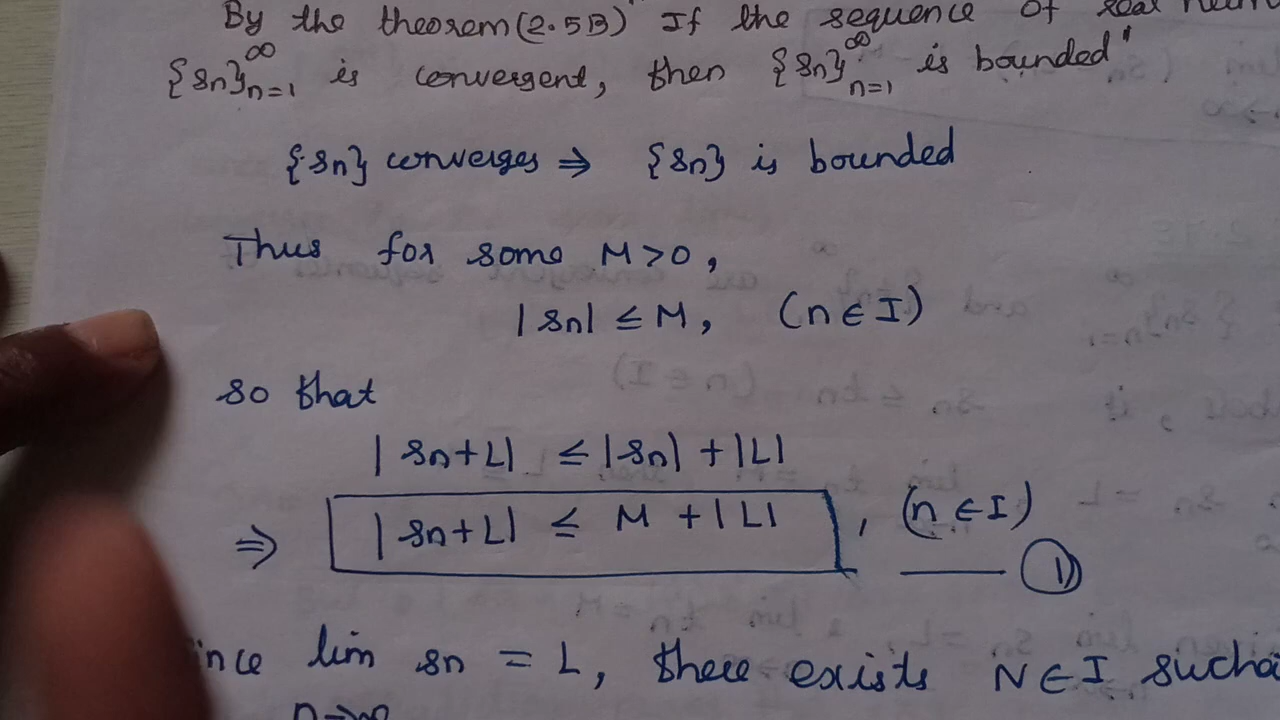 By the theorem(2.5B) "If the sequence of real
{sn}∞n=1 is convergent, then {sn}∞n=1 is bounded"
{sn} converges ⇒ {sn} is bounded
Thus for some M>0,
|sn| ≤ M, (n∈I)
so that
|sn+L| ≤ |sn| + |L|
⇒ |sn+L| ≤ M + |L|, (n∈I)
—— ①
lim sn = L, there exists N∈I such
n→∞